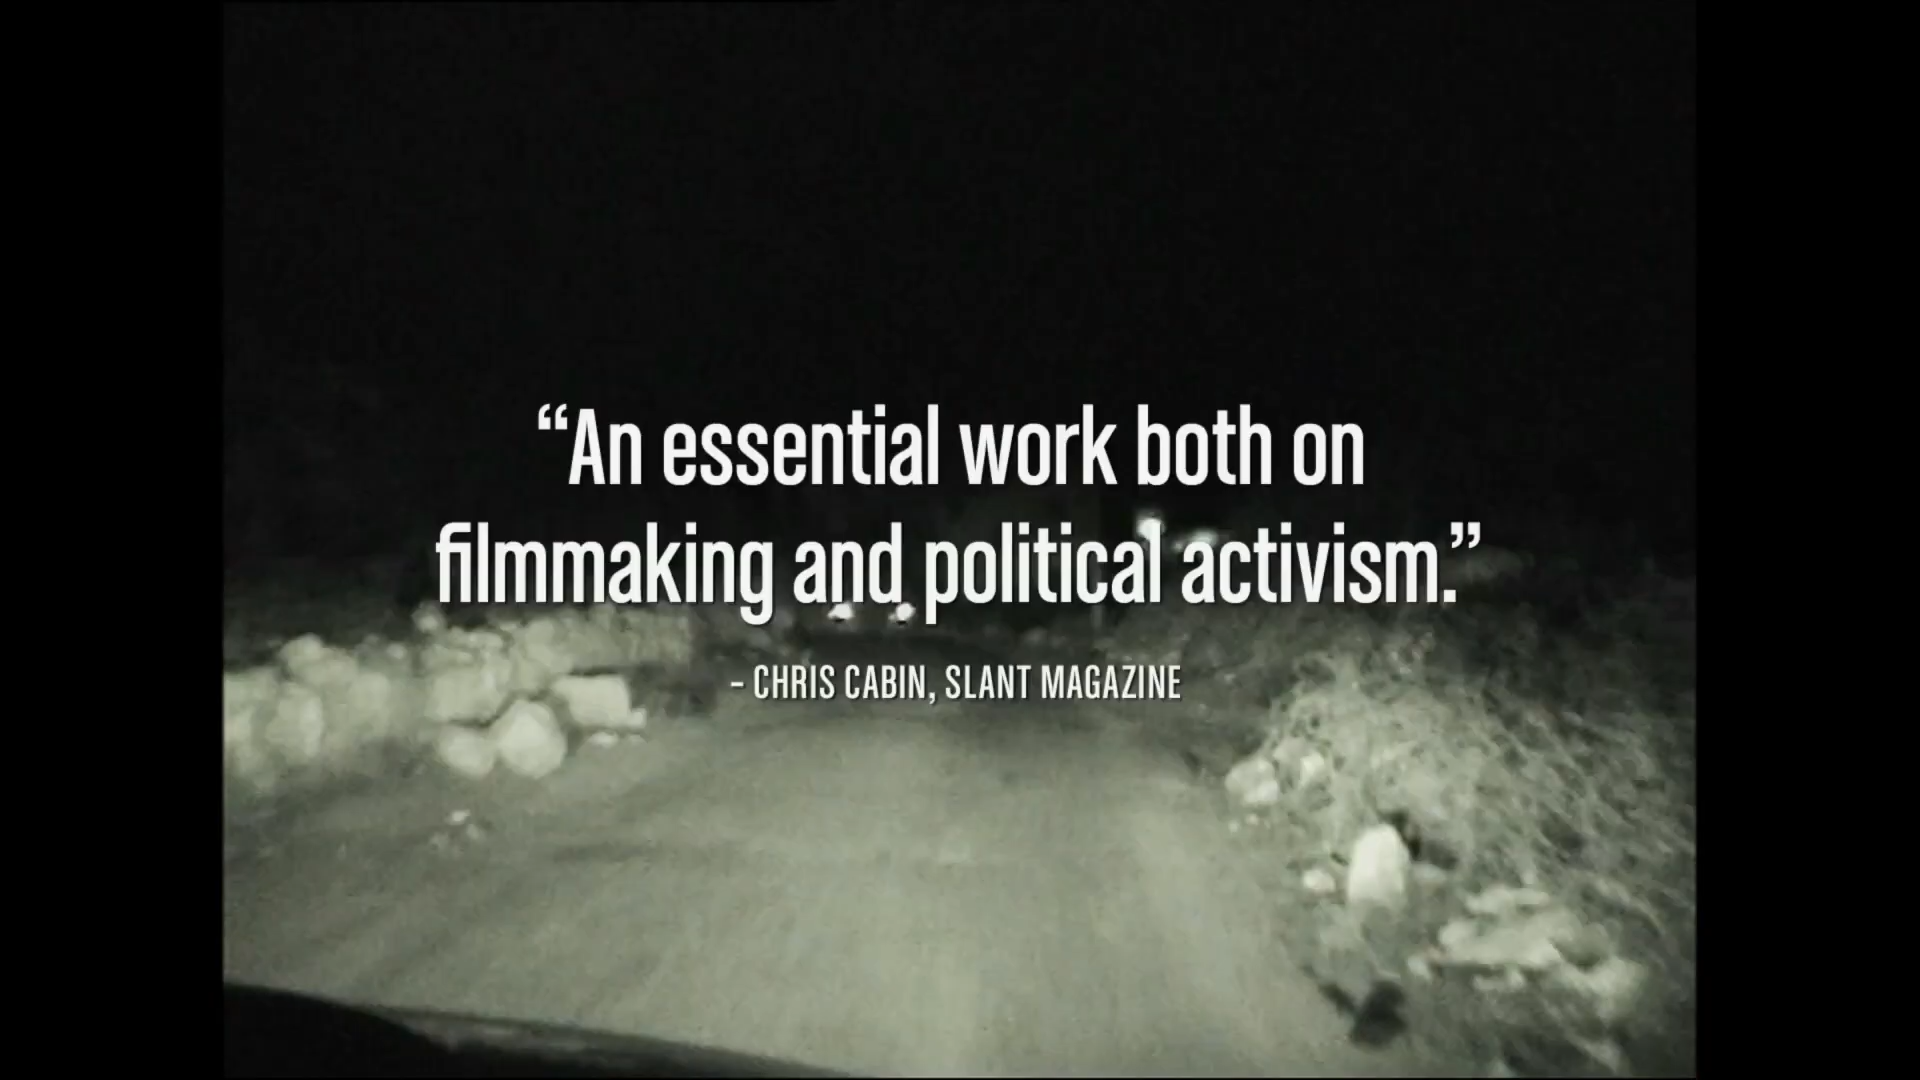 “An essential work both on
filmmaking and political activism.”
– CHRIS CABIN, SLANT MAGAZINE